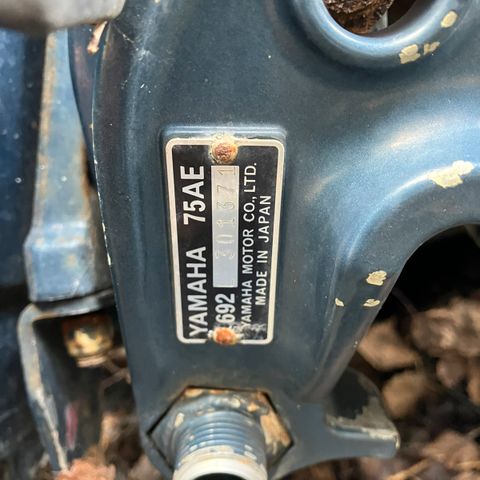 YAMAHA 75AE
692 301371
YAMAHA MOTOR CO., LTD.
MADE IN JAPAN